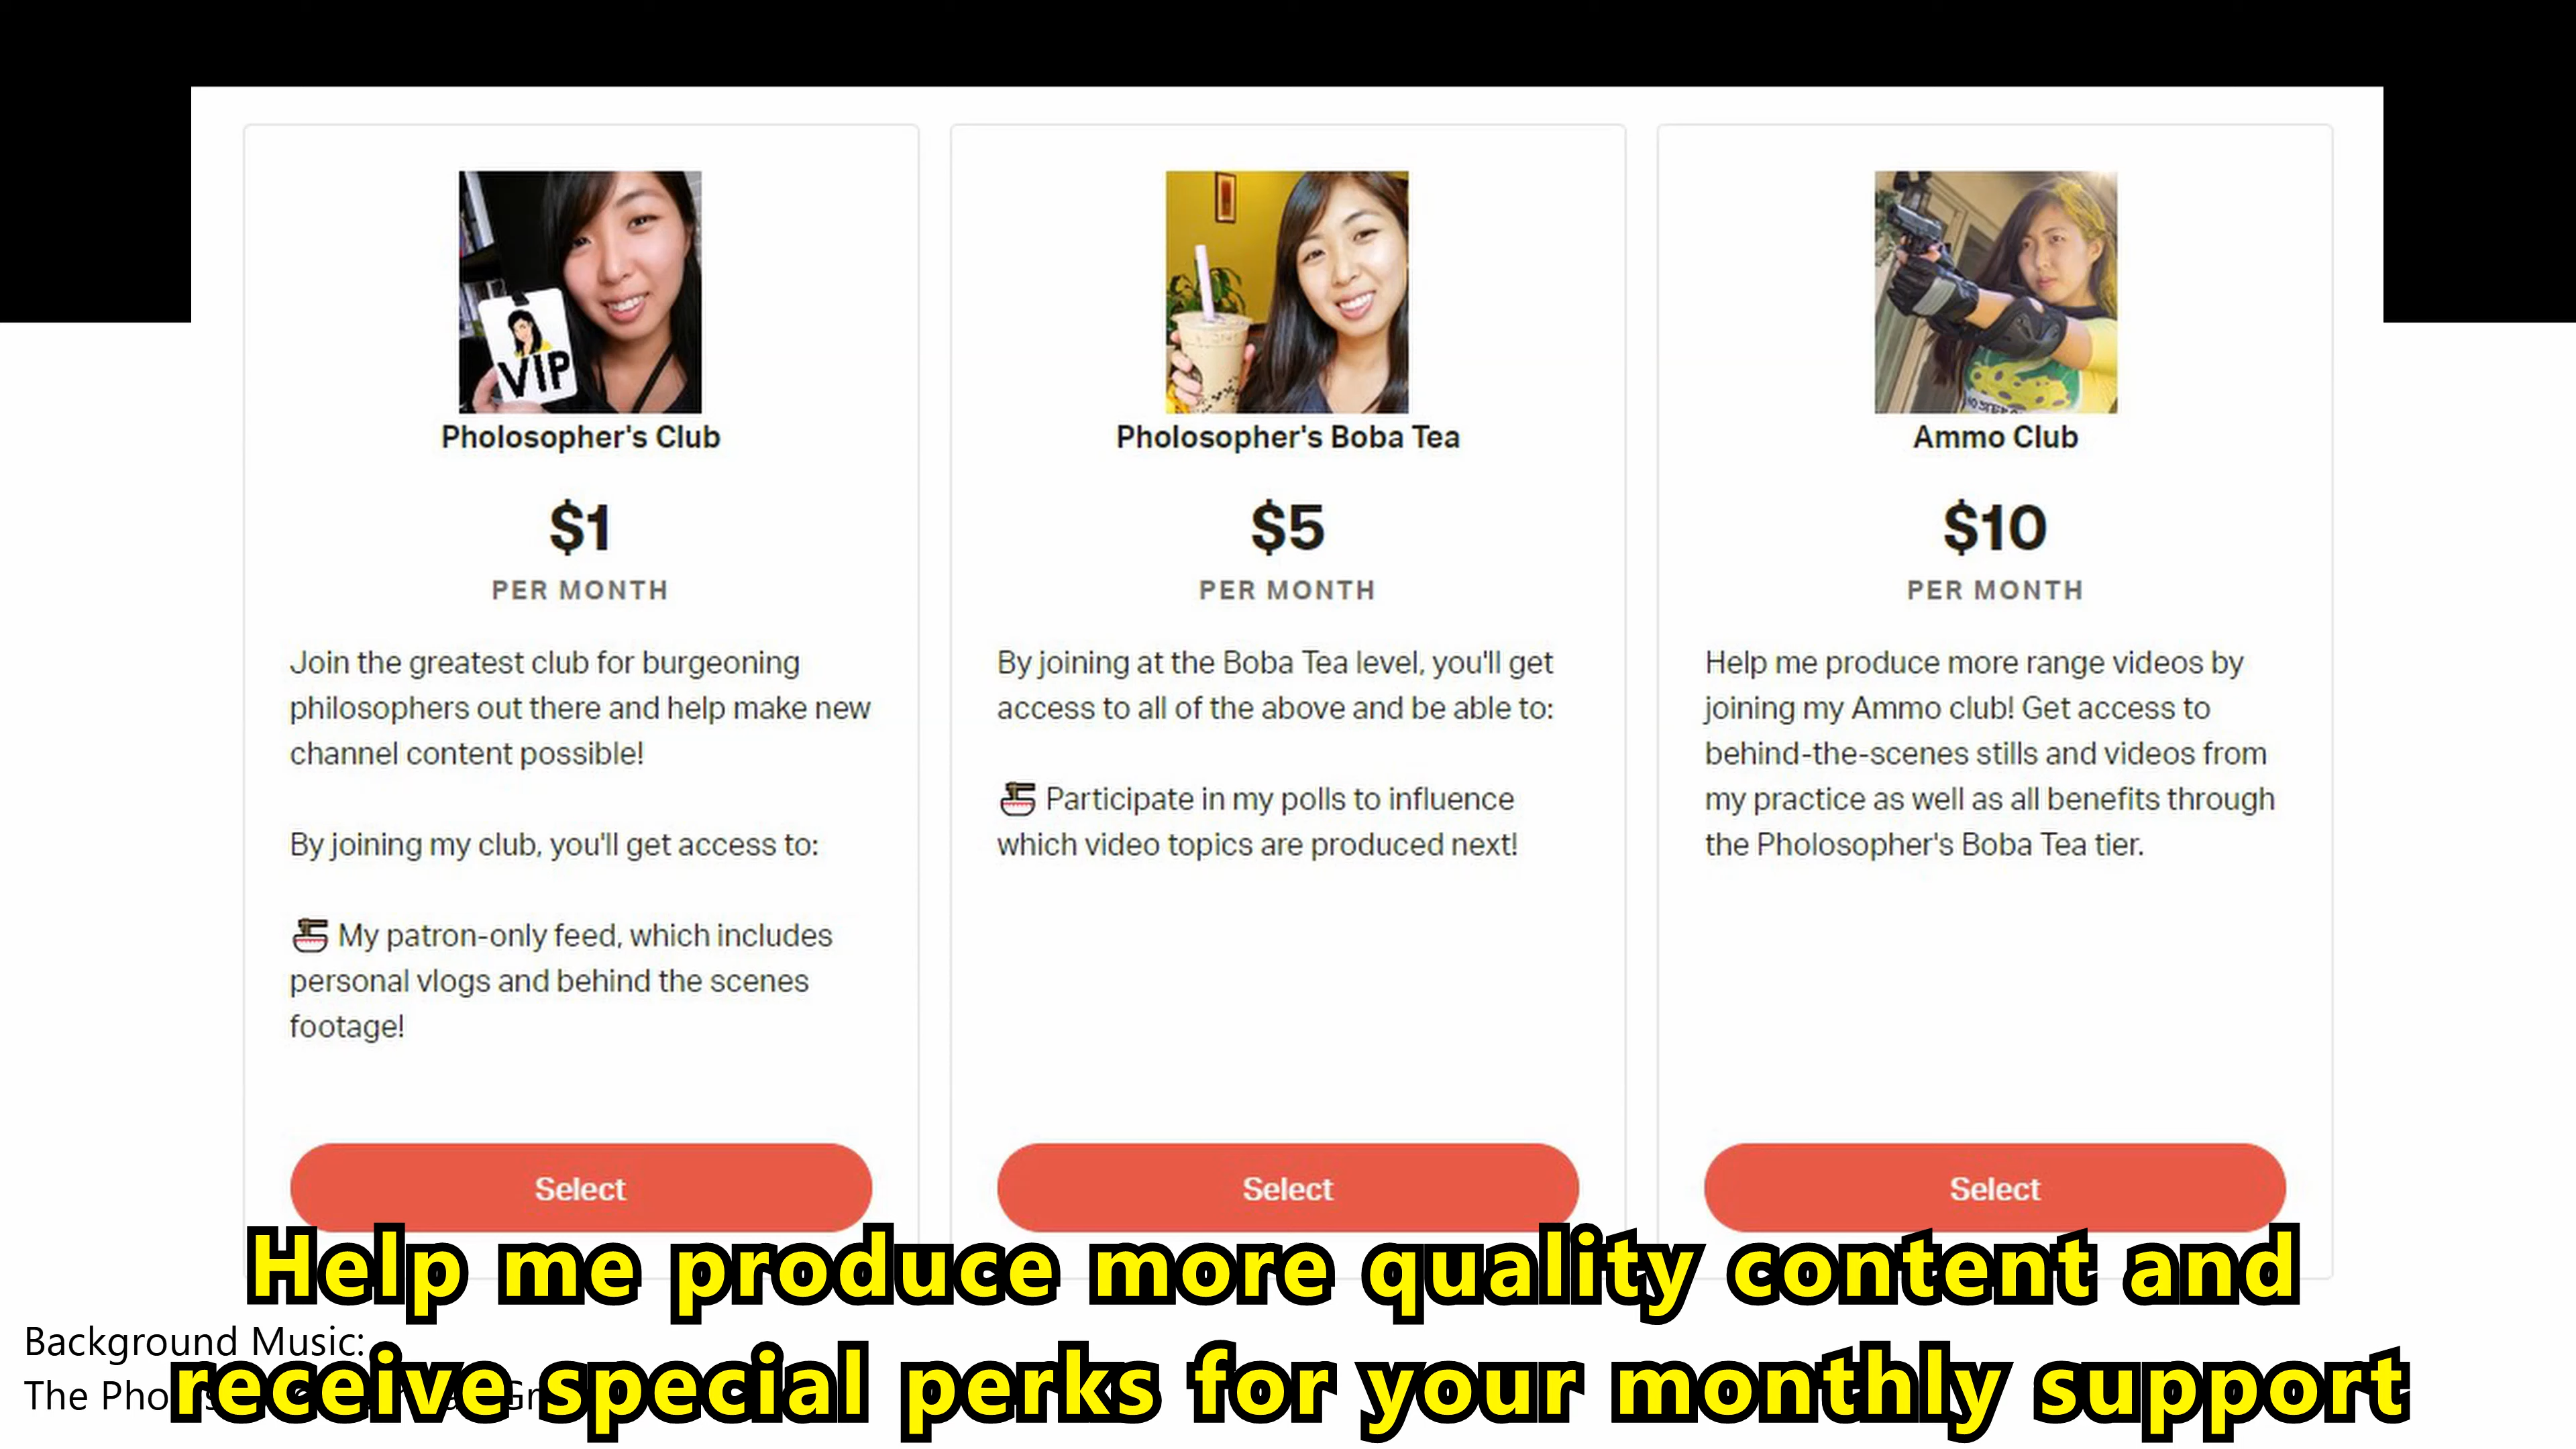 VIP
Pholosopher's Club
$1
PER MONTH
Join the greatest club for burgeoning
philosophers out there and help make new
channel content possible!
By joining my club, you'll get access to:
My patron-only feed, which includes
personal vlogs and behind the scenes
footage!
Select
Pholosopher's Boba Tea
$5
PER MONTH
By joining at the Boba Tea level, you'll get
access to all of the above and be able to:
Participate in my polls to influence
which video topics are produced next!
Select
Ammo Club
$10
PER MONTH
Help me produce more range videos by
joining my Ammo club! Get access to
behind-the-scenes stills and videos from
my practice as well as all benefits through
the Pholosopher's Boba Tea tier.
Select
Help me produce more quality content and
receive special perks for your monthly support
Background Music:
The